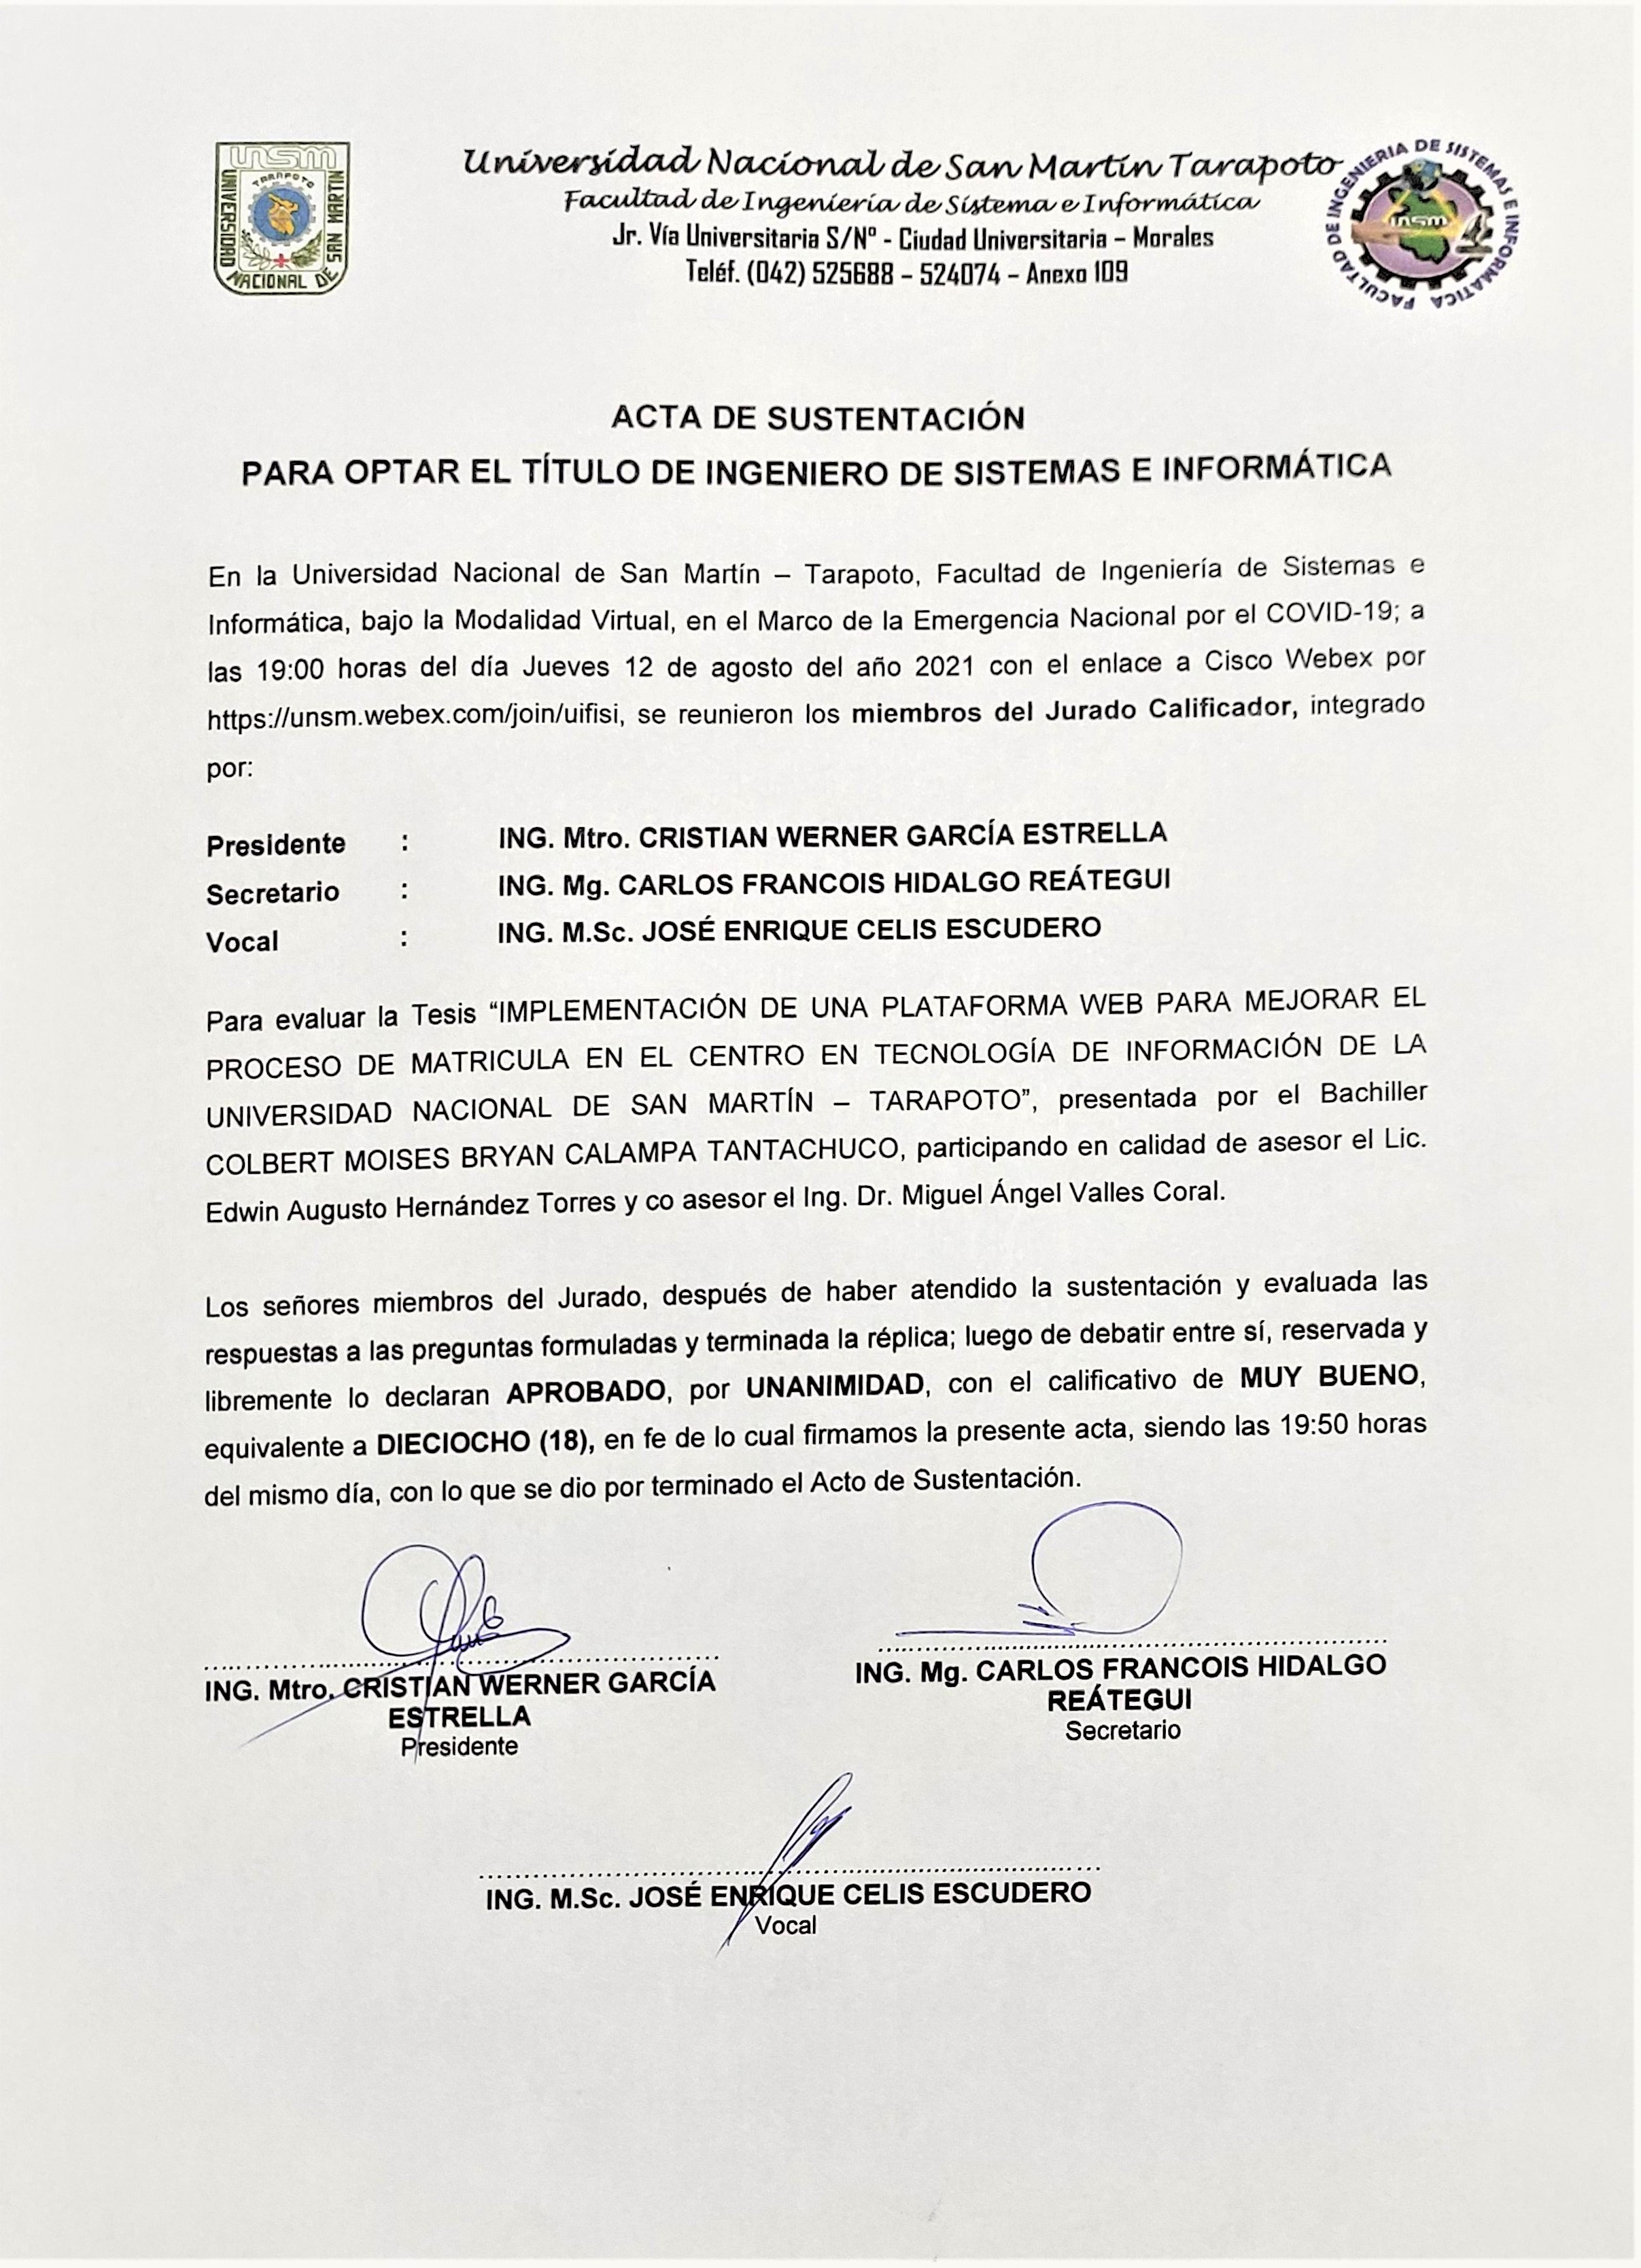 unsm
TARAPOTO
UNIVERSIDAD NACIONAL DE SAN MARTIN
Universidad Nacional de San Martín Tarapoto
Facultad de Ingeniería de Sistema e Informática
Jr. Vía Universitaria S/Nº - Ciudad Universitaria – Morales
Teléf. (042) 525688 – 524074 – Anexo 109
FACULTAD DE INGENIERIA DE SISTEMAS E INFORMATICA
unsm
ACTA DE SUSTENTACIÓN
PARA OPTAR EL TÍTULO DE INGENIERO DE SISTEMAS E INFORMÁTICA
En la Universidad Nacional de San Martín – Tarapoto, Facultad de Ingeniería de Sistemas e
Informática, bajo la Modalidad Virtual, en el Marco de la Emergencia Nacional por el COVID-19; a
las 19:00 horas del día Jueves 12 de agosto del año 2021 con el enlace a Cisco Webex por
https://unsm.webex.com/join/uifisi, se reunieron los miembros del Jurado Calificador, integrado
por:
Presidente : ING. Mtro. CRISTIAN WERNER GARCÍA ESTRELLA
Secretario : ING. Mg. CARLOS FRANCOIS HIDALGO REÁTEGUI
Vocal : ING. M.Sc. JOSÉ ENRIQUE CELIS ESCUDERO
Para evaluar la Tesis “IMPLEMENTACIÓN DE UNA PLATAFORMA WEB PARA MEJORAR EL
PROCESO DE MATRICULA EN EL CENTRO EN TECNOLOGÍA DE INFORMACIÓN DE LA
UNIVERSIDAD NACIONAL DE SAN MARTÍN – TARAPOTO”, presentada por el Bachiller
COLBERT MOISES BRYAN CALAMPA TANTACHUCO, participando en calidad de asesor el Lic.
Edwin Augusto Hernández Torres y co asesor el Ing. Dr. Miguel Ángel Valles Coral.
Los señores miembros del Jurado, después de haber atendido la sustentación y evaluada las
respuestas a las preguntas formuladas y terminada la réplica; luego de debatir entre sí, reservada y
libremente lo declaran APROBADO, por UNANIMIDAD, con el calificativo de MUY BUENO,
equivalente a DIECIOCHO (18), en fe de lo cual firmamos la presente acta, siendo las 19:50 horas
del mismo día, con lo que se dio por terminado el Acto de Sustentación.
ING. Mtro. CRISTIAN WERNER GARCÍA
ESTRELLA
Presidente
ING. Mg. CARLOS FRANCOIS HIDALGO
REÁTEGUI
Secretario
ING. M.Sc. JOSÉ ENRIQUE CELIS ESCUDERO
Vocal